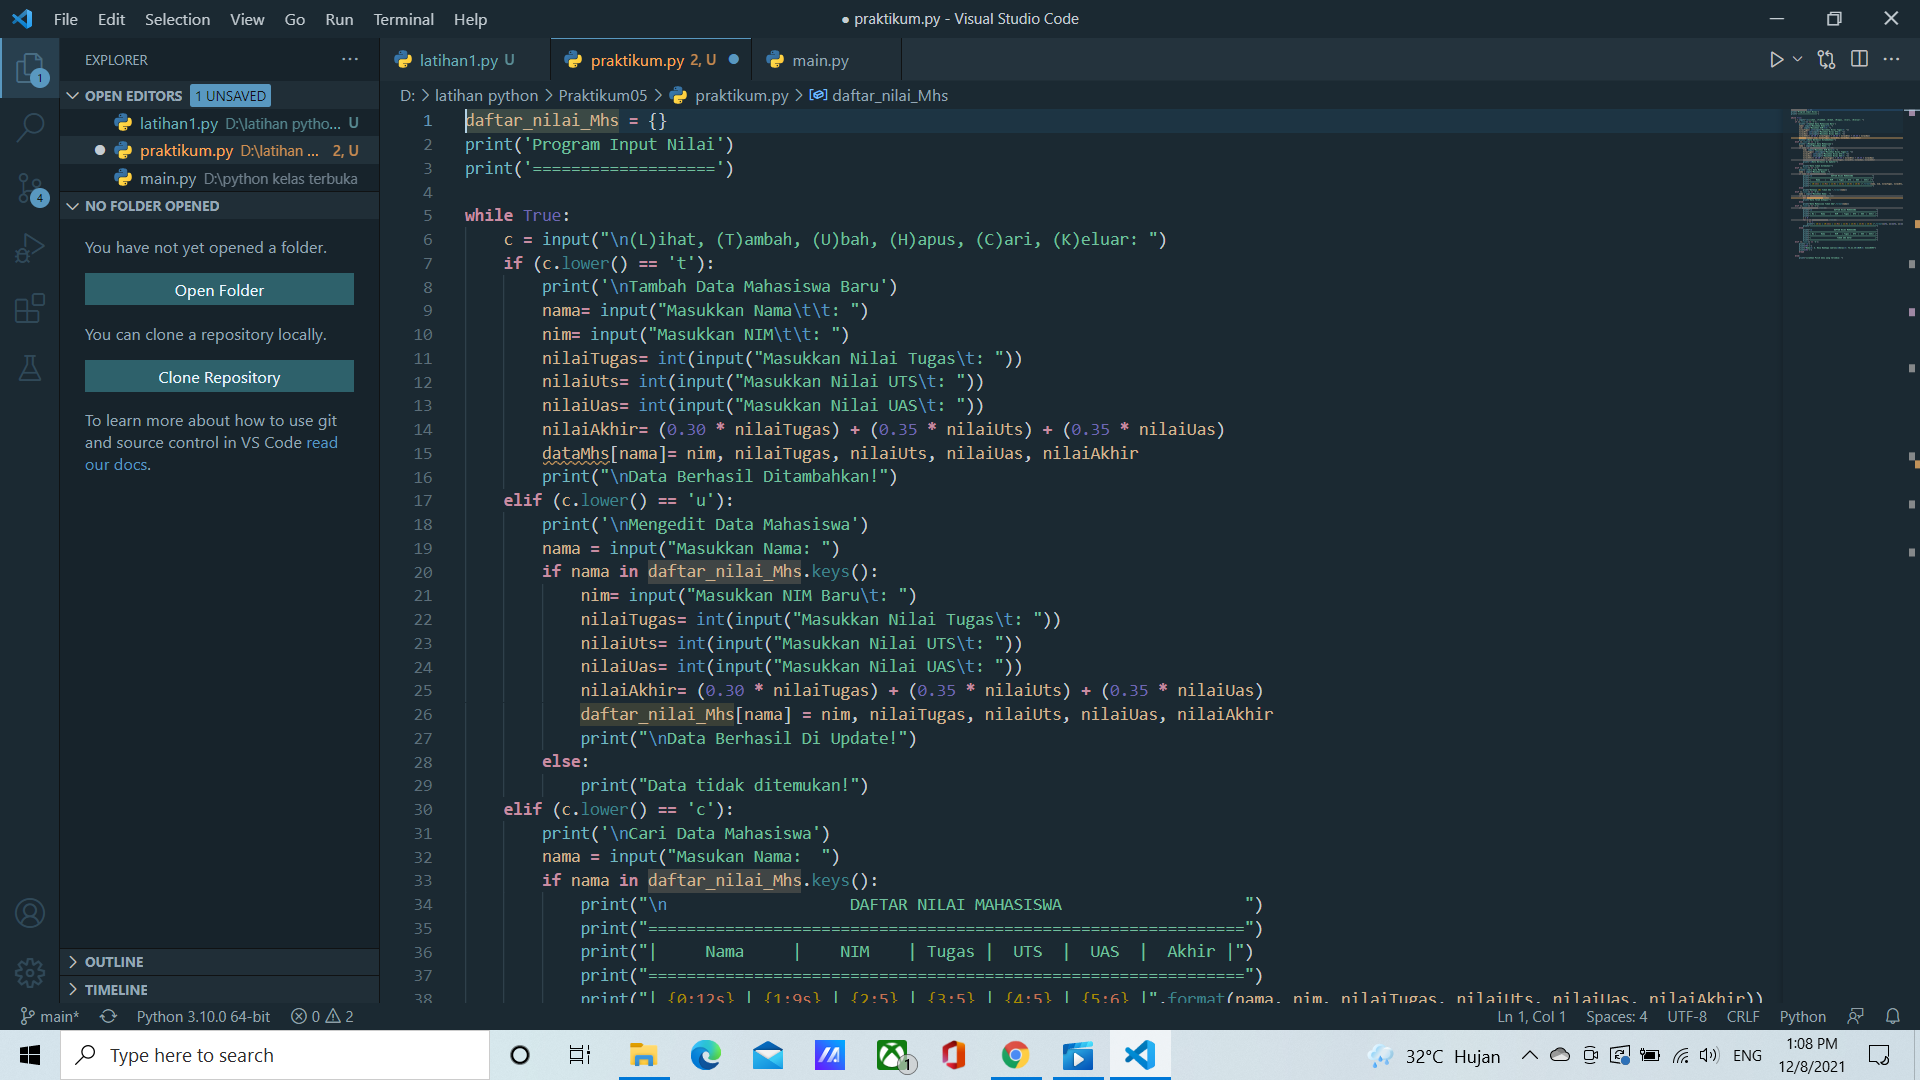 File Edit Selection View Go Run Terminal Help
● praktikum.py - Visual Studio Code
EXPLORER
latihan1.py U
praktikum.py 2, U
main.py
OPEN EDITORS 1 UNSAVED
latihan1.py D:\latihan pytho... U
praktikum.py D:\latihan ... 2, U
main.py D:\python kelas terbuka
NO FOLDER OPENED
You have not yet opened a folder.
Open Folder
You can clone a repository locally.
Clone Repository
To learn more about how to use git
and source control in VS Code read
our docs.
OUTLINE
TIMELINE
1
4
D: > latihan python > Praktikum05 > praktikum.py > daftar_nilai_Mhs
1 daftar_nilai_Mhs = {}
2 print('Program Input Nilai')
3 print('===================')
4
5 while True:
6     c = input("\n(L)ihat, (T)ambah, (U)bah, (H)apus, (C)ari, (K)eluar: ")
7     if (c.lower() == 't'):
8         print('\nTambah Data Mahasiswa Baru')
9         nama= input("Masukkan Nama\t\t: ")
10         nim= input("Masukkan NIM\t\t: ")
11         nilaiTugas= int(input("Masukkan Nilai Tugas\t: "))
12         nilaiUts= int(input("Masukkan Nilai UTS\t: "))
13         nilaiUas= int(input("Masukkan Nilai UAS\t: "))
14         nilaiAkhir= (0.30 * nilaiTugas) + (0.35 * nilaiUts) + (0.35 * nilaiUas)
15         dataMhs[nama]= nim, nilaiTugas, nilaiUts, nilaiUas, nilaiAkhir
16         print("\nData Berhasil Ditambahkan!")
17     elif (c.lower() == 'u'):
18         print('\nMengedit Data Mahasiswa')
19         nama = input("Masukkan Nama: ")
20         if nama in daftar_nilai_Mhs.keys():
21             nim= input("Masukkan NIM Baru\t: ")
22             nilaiTugas= int(input("Masukkan Nilai Tugas\t: "))
23             nilaiUts= int(input("Masukkan Nilai UTS\t: "))
24             nilaiUas= int(input("Masukkan Nilai UAS\t: "))
25             nilaiAkhir= (0.30 * nilaiTugas) + (0.35 * nilaiUts) + (0.35 * nilaiUas)
26             daftar_nilai_Mhs[nama] = nim, nilaiTugas, nilaiUts, nilaiUas, nilaiAkhir
27             print("\nData Berhasil Di Update!")
28         else:
29             print("Data tidak ditemukan!")
30     elif (c.lower() == 'c'):
31         print('\nCari Data Mahasiswa')
32         nama = input("Masukan Nama:  ")
33         if nama in daftar_nilai_Mhs.keys():
34             print("\n                   DAFTAR NILAI MAHASISWA                   ")
35             print("==============================================================")
36             print("|     Nama     |    NIM    | Tugas |  UTS  |  UAS  |  Akhir |")
37             print("==============================================================")
38             print("| {0:12s} | {1:9s} | {2:5} | {3:5} | {4:5} | {5:6} |".format(nama, nim, nilaiTugas, nilaiUts, nilaiUas, nilaiAkhir))
main* Python 3.10.0 64-bit 0 2
Ln 1, Col 1 Spaces: 4 UTF-8 CRLF Python
Type here to search
1
32°C Hujan
ENG
1:08 PM
12/8/2021